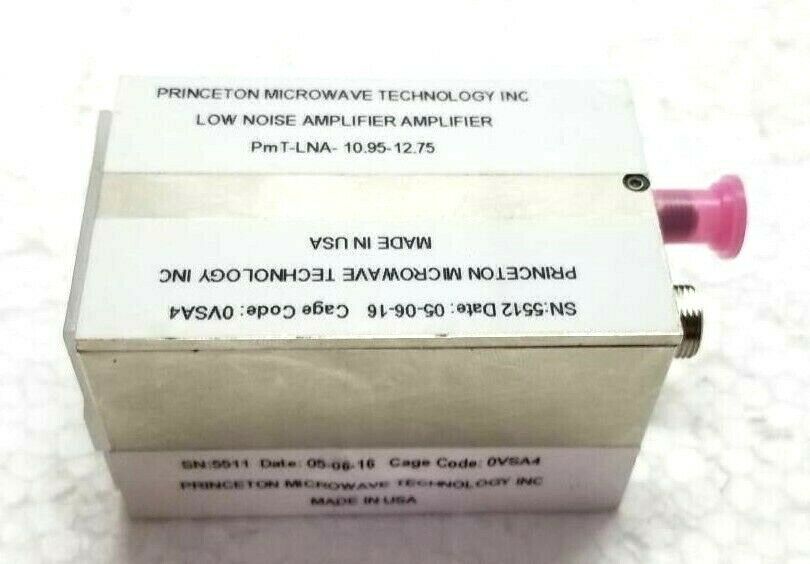 PRINCETON MICROWAVE TECHNOLOGY INC
LOW NOISE AMPLIFIER AMPLIFIER
PmT-LNA- 10.95-12.75
SN:5512 Date: 05-06-16 Cage Code: 0VSA4
PRINCETON MICROWAVE TECHNOLOGY INC
MADE IN USA
SN:5511 Date: 05-06-16 Cage Code: 0VSA4
PRINCETON MICROWAVE TECHNOLOGY INC
MADE IN USA